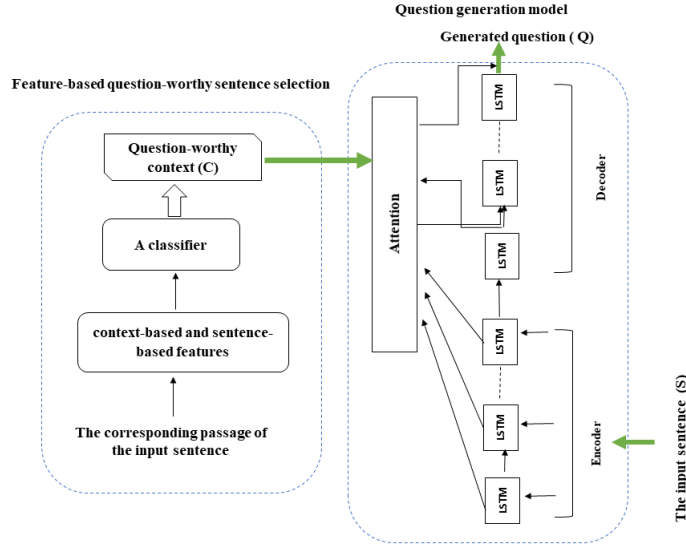 Question generation model
Generated question ( Q)
Feature-based question-worthy sentence selection
Question-worthy
context (C)
A classifier
context-based and sentence-
based features
The corresponding passage of
the input sentence
Attention
LSTM
LSTM
LSTM
Decoder
LSTM
LSTM
LSTM
Encoder
The input sentence (S)